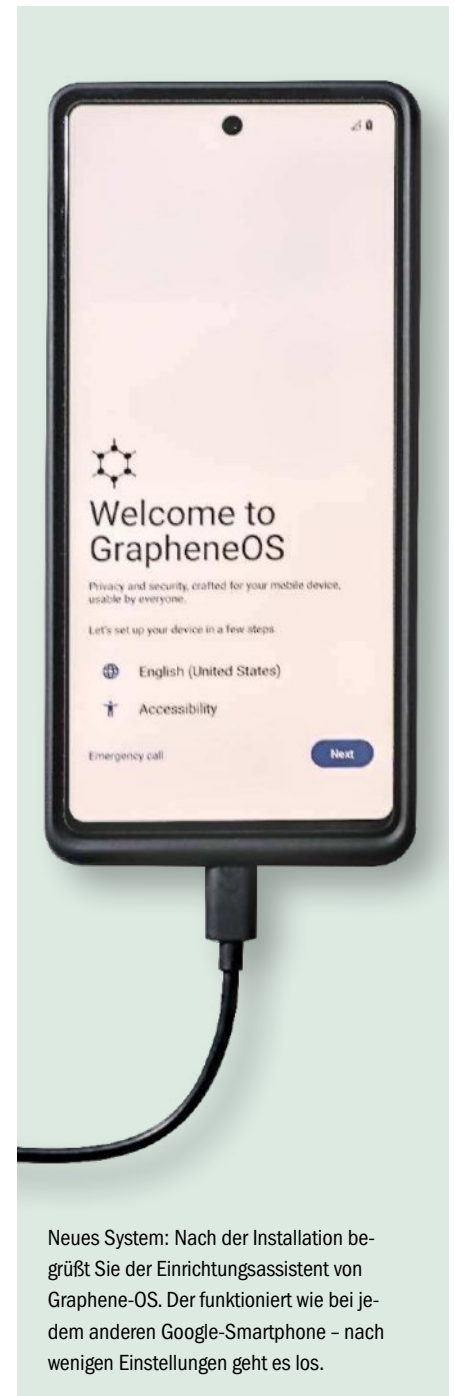 Welcome to
GrapheneOS
Privacy and security, crafted for your mobile device,
usable by everyone.
Let's set up your device in a few steps.
English (United States)
Accessibility
Emergency call
Next
Neues System: Nach der Installation be-
grüßt Sie der Einrichtungsassistent von
Graphene-OS. Der funktioniert wie bei je-
dem anderen Google-Smartphone – nach
wenigen Einstellungen geht es los.